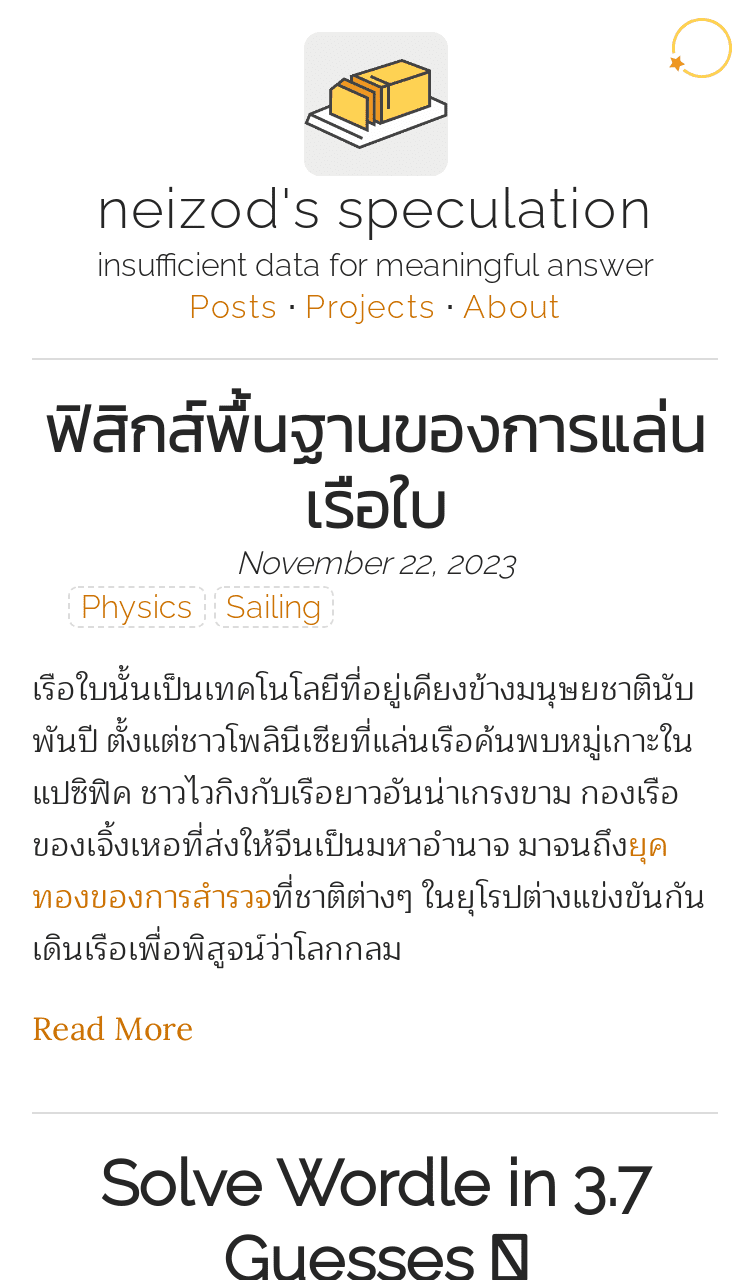 neizod's speculation
insufficient data for meaningful answer
Posts · Projects · About
ฟิสิกส์พื้นฐานของการแล่น
เรือใบ
November 22, 2023
Physics Sailing
เรือใบนั้นเป็นเทคโนโลยีที่อยู่เคียงข้างมนุษยชาตินับ
พันปี ตั้งแต่ชาวโพลินีเซียที่แล่นเรือค้นพบหมู่เกาะใน
แปซิฟิค ชาวไวกิงกับเรือยาวอันน่าเกรงขาม กองเรือ
ของเจิ้งเหอที่ส่งให้จีนเป็นมหาอำนาจ มาจนถึงยุค
ทองของการสำรวจที่ชาติต่างๆ ในยุโรปต่างแข่งขันกัน
เดินเรือเพื่อพิสูจน์ว่าโลกกลม
Read More
Solve Wordle in 3.7
Guesses